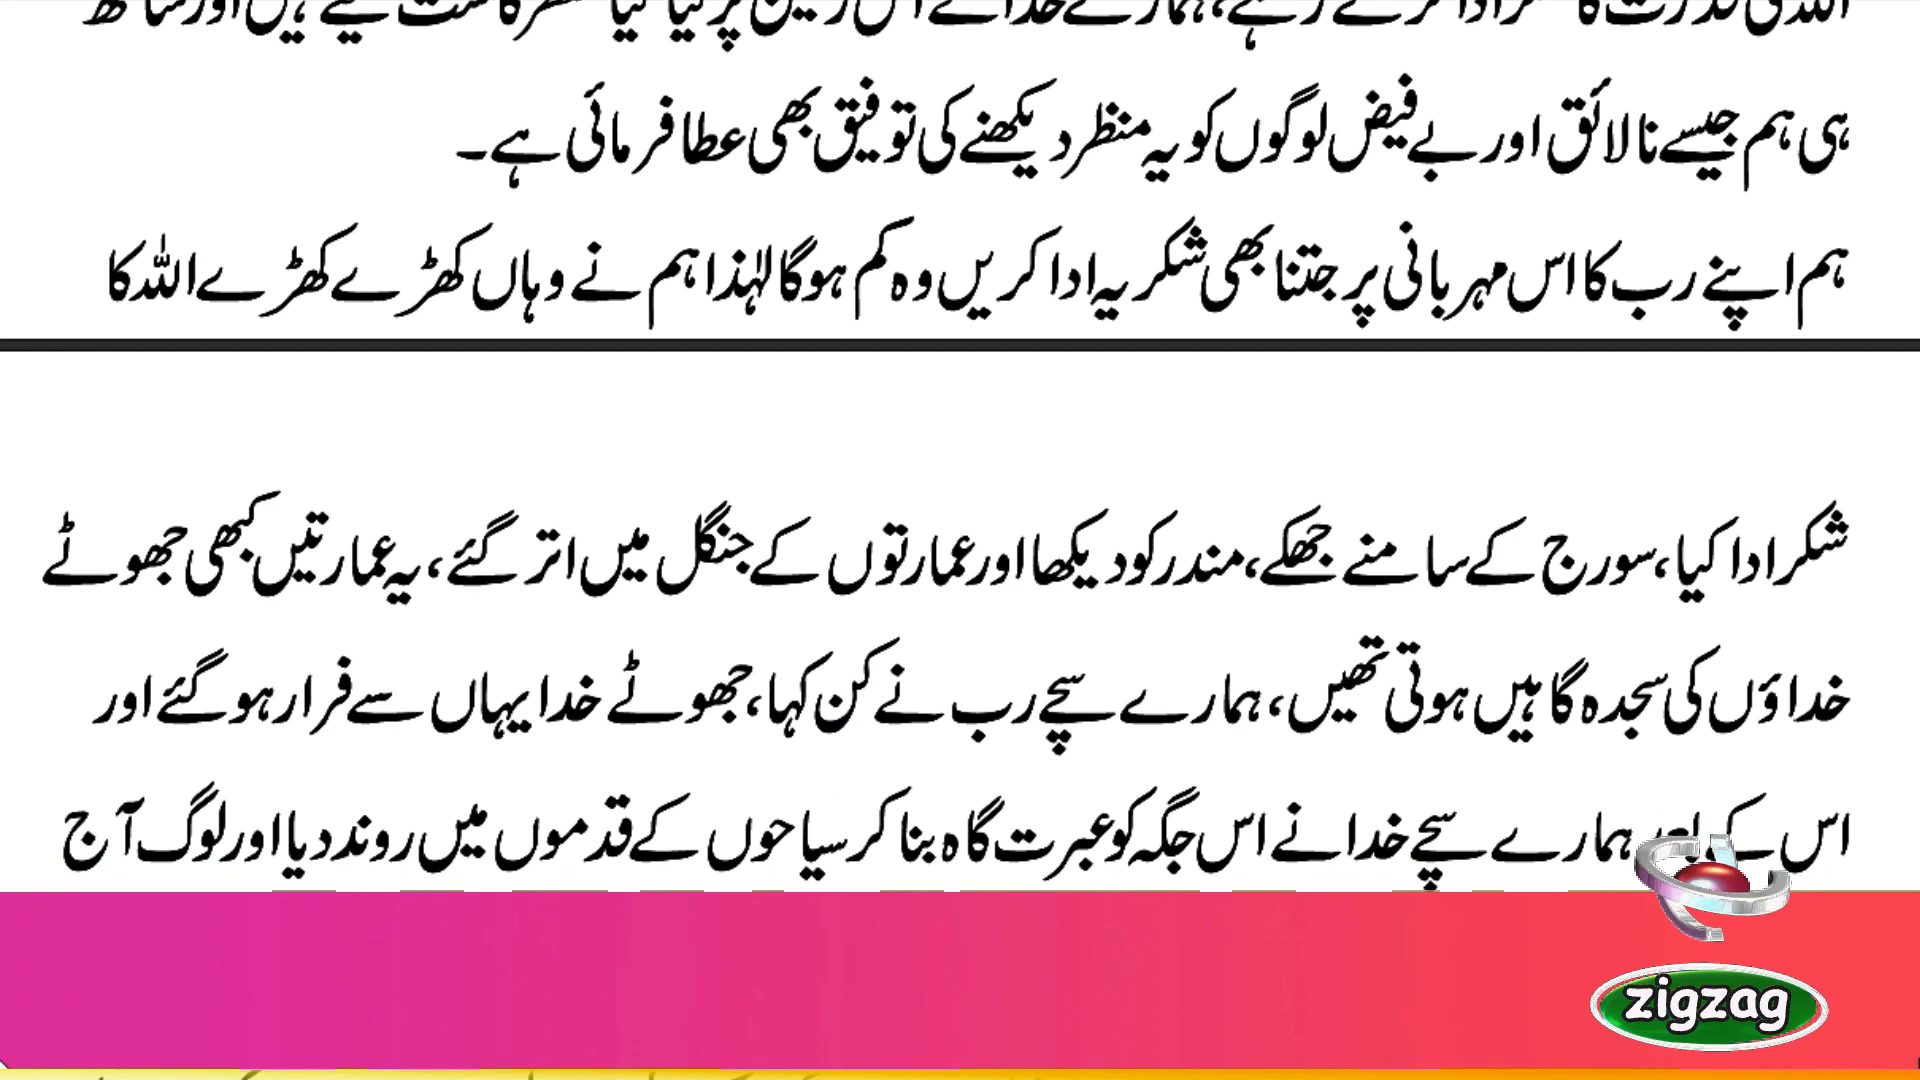 ہی ہم جیسے نالائق اور بے فیض لوگوں کو یہ منظر دیکھنے کی توفیق بھی عطا فرمائی ہے۔
ہم اپنے رب کا اس مہربانی پر جتنا بھی شکریہ ادا کریں وہ کم ہوگا لہٰذا ہم نے وہاں کھڑے کھڑے اللہ کا
شکر ادا کیا، سورج کے سامنے جھکے، مندر کو دیکھا اور عمارتوں کے جنگل میں اتر گئے، یہ عمارتیں کبھی جھوٹے
خداؤں کی سجدہ گاہیں ہوتی تھیں، ہمارے سچے رب نے کن کہا، جھوٹے خدا یہاں سے فرار ہو گئے اور
اس کے بعد ہمارے سچے خدا نے اس جگہ کو عبرت گاہ بنا کر سیاحوں کے قدموں میں روند دیا اور لوگ آج
zigzag